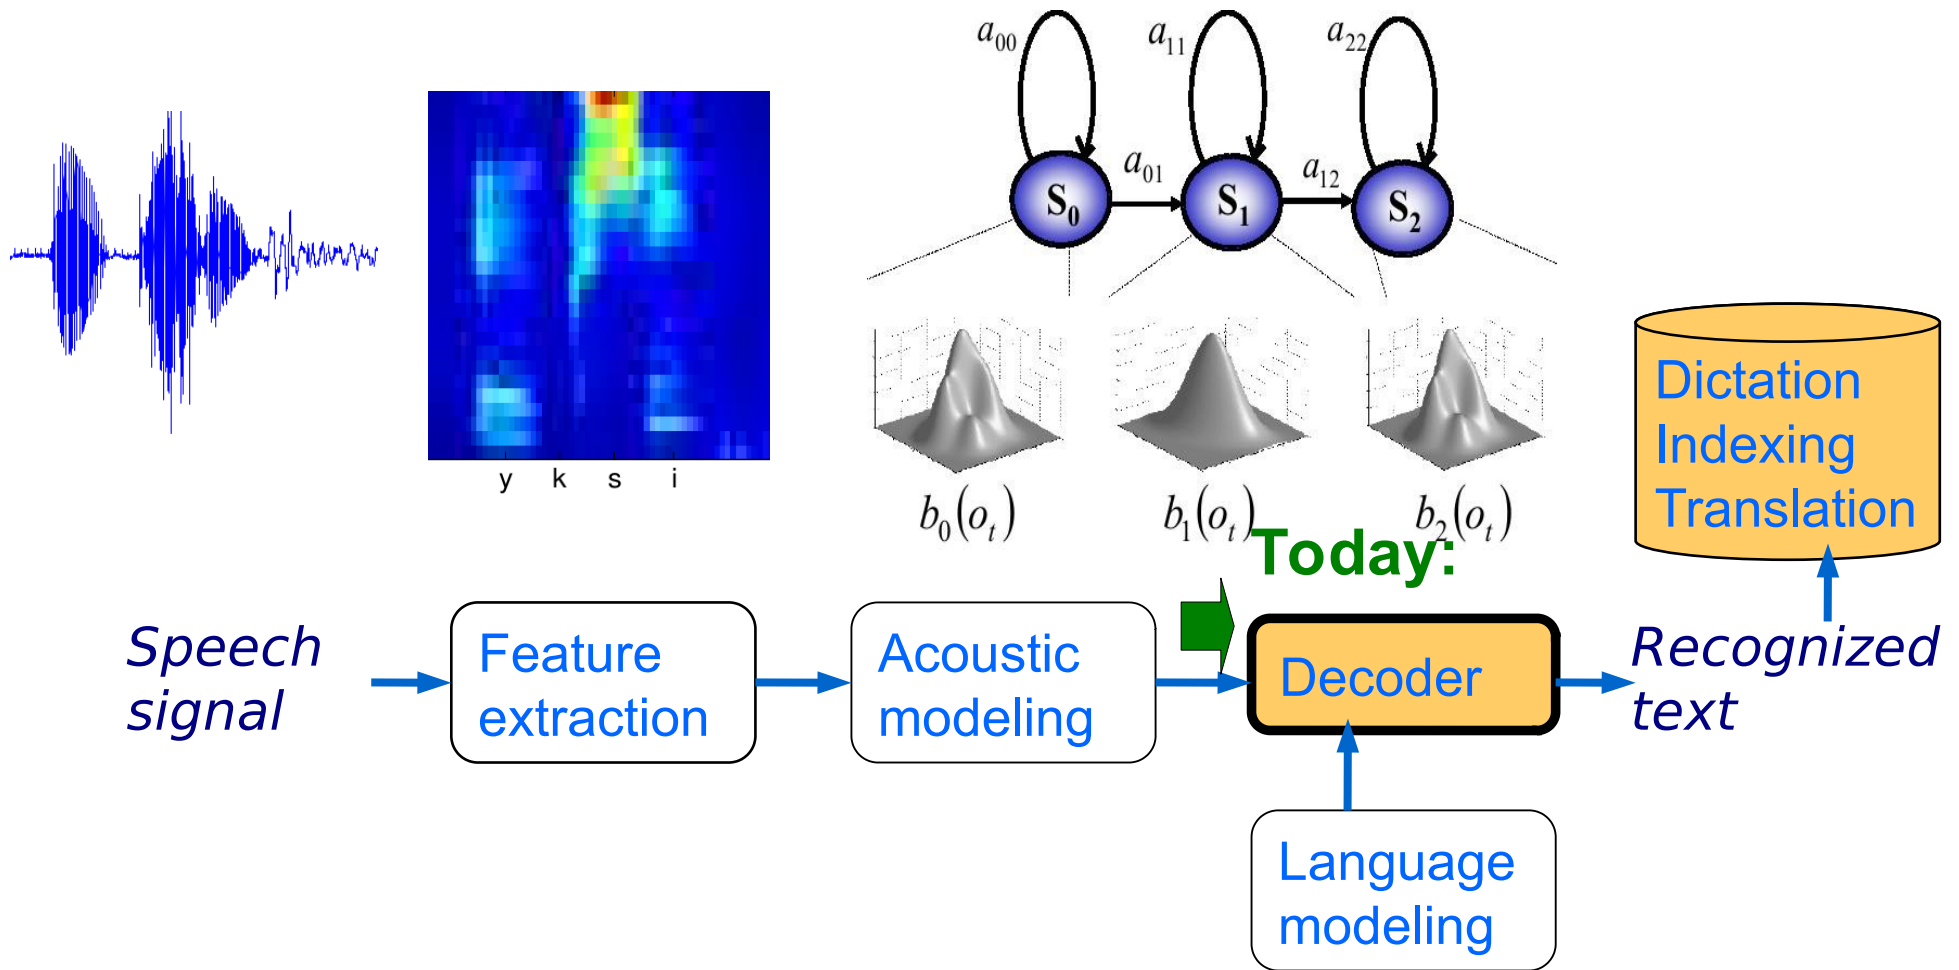 a₀₀ a₁₁ a₂₂
a₀₁ a₁₂
S₀ S₁ S₂
y k s i
b₀(oₜ) b₁(oₜ) b₂(oₜ)
Dictation
Indexing
Translation
Today:
Speech
signal
Feature
extraction
Acoustic
modeling
Decoder
Recognized
text
Language
modeling